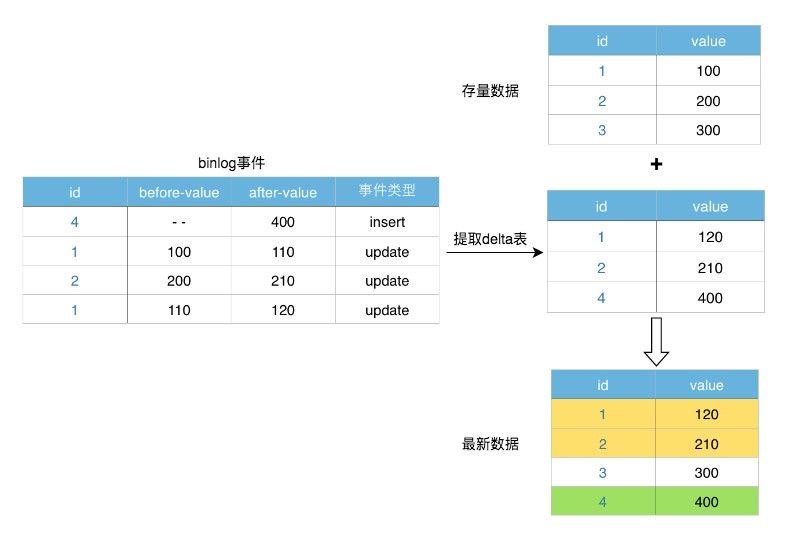 binlog事件
id before-value after-value 事件类型
4 - - 400 insert
1 100 110 update
2 200 210 update
1 110 120 update
提取delta表
存量数据
id value
1 100
2 200
3 300
+
id value
1 120
2 210
4 400
最新数据
id value
1 120
2 210
3 300
4 400